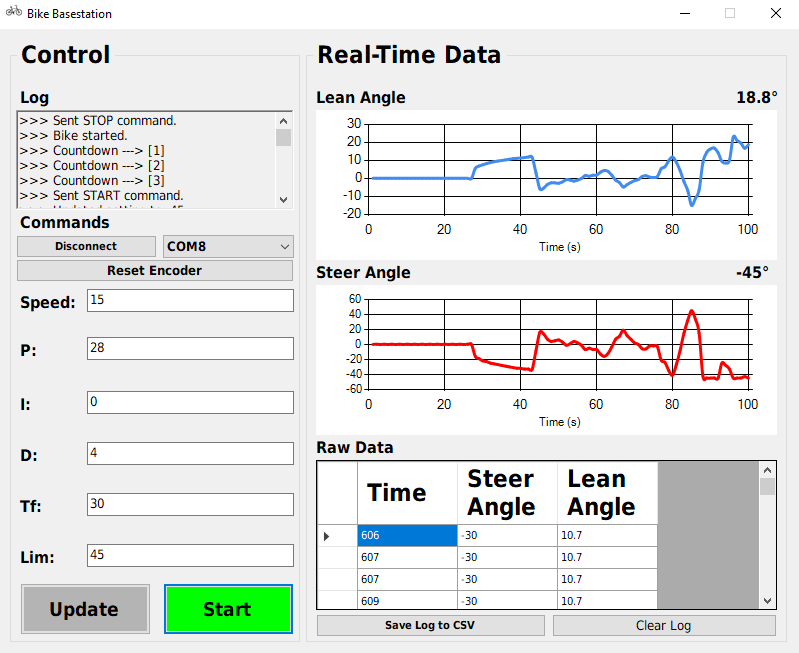 Bike Basestation
Control
Log
>>> Sent STOP command.
>>> Bike started.
>>> Countdown ---> [1]
>>> Countdown ---> [2]
>>> Countdown ---> [3]
>>> Sent START command.
Commands
Disconnect
COM8
Reset Encoder
Speed: 15
P: 28
I: 0
D: 4
Tf: 30
Lim: 45
Update
Start
Real-Time Data
Lean Angle 18.8°
30
20
10
0
-10
-20
0 20 40 60 80 100
Time (s)
Steer Angle -45°
60
40
20
0
-20
-40
-60
0 20 40 60 80 100
Time (s)
Raw Data
Time Steer Angle Lean Angle
606 -30 10.7
607 -30 10.7
607 -30 10.7
609 -30 10.7
Save Log to CSV
Clear Log